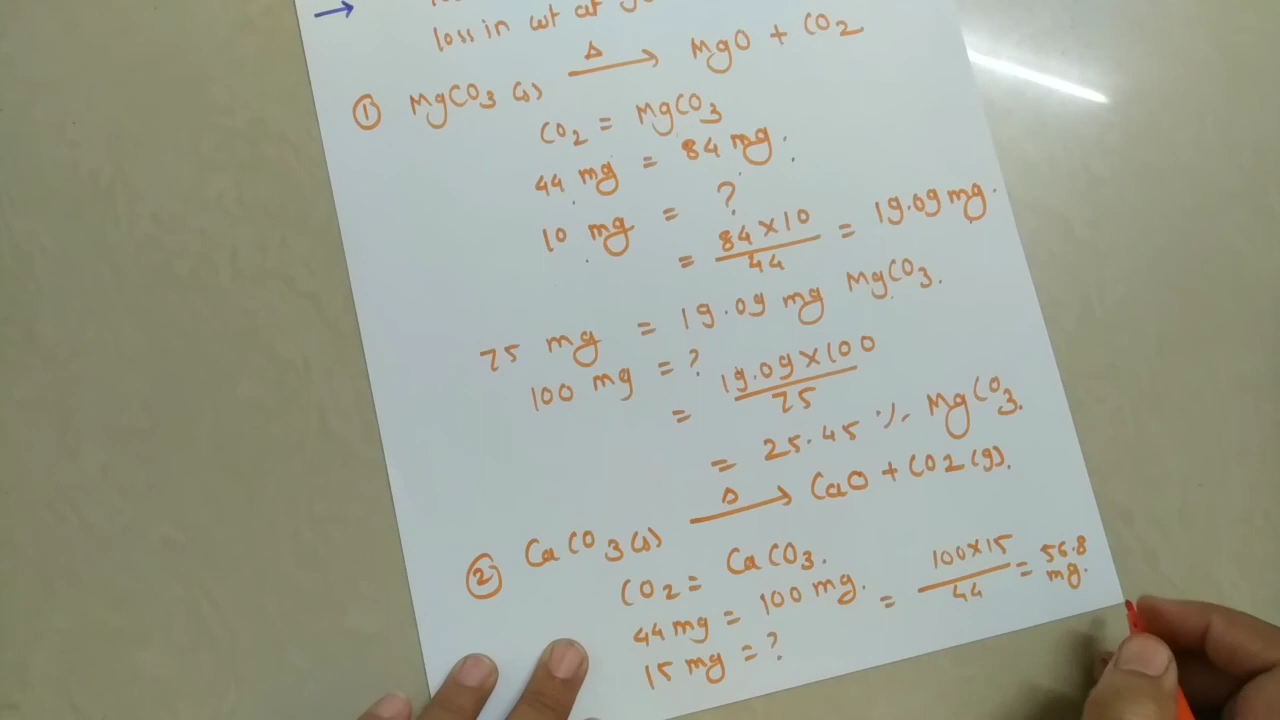 loss in wt at
① MgCO3 (s) Δ → MgO + CO2
CO2 = MgCO3
44 mg = 84 mg.
10 mg = ?
= 84 × 10 / 44 = 19.09 mg.
75 mg = 19.09 mg MgCO3.
100 mg = ?
= 19.09 × 100 / 75
= 25.45 % MgCO3.
② CaCO3 (s) Δ → CaO + CO2 (g).
CO2 = CaCO3.
44 mg = 100 mg.
15 mg = ?
= 100 × 15 / 44 = 56.8 mg.